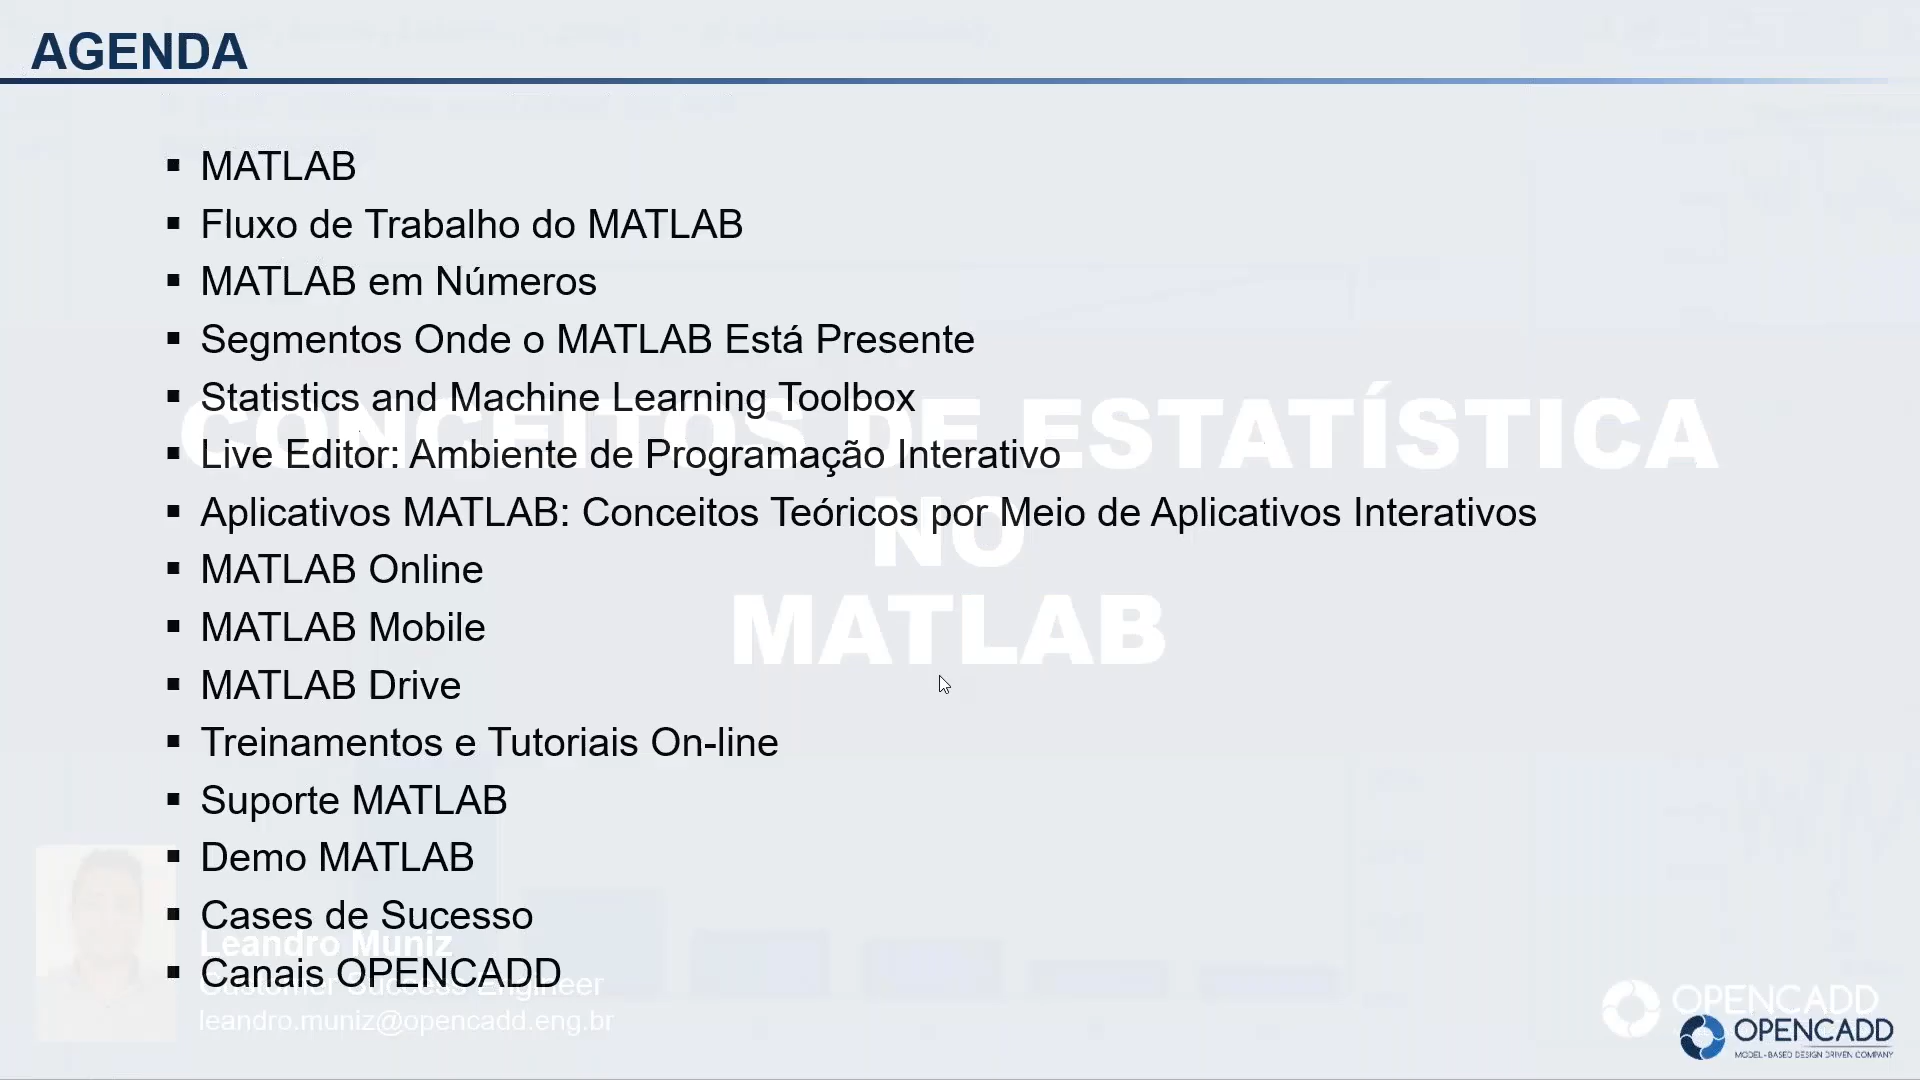 AGENDA
▪ MATLAB
▪ Fluxo de Trabalho do MATLAB
▪ MATLAB em Números
▪ Segmentos Onde o MATLAB Está Presente
▪ Statistics and Machine Learning Toolbox
▪ Live Editor: Ambiente de Programação Interativo
▪ Aplicativos MATLAB: Conceitos Teóricos por Meio de Aplicativos Interativos
▪ MATLAB Online
▪ MATLAB Mobile
▪ MATLAB Drive
▪ Treinamentos e Tutoriais On-line
▪ Suporte MATLAB
▪ Demo MATLAB
▪ Cases de Sucesso
▪ Canais OPENCADD
CONCEITOS DE ESTATÍSTICA
NO
MATLAB
Leandro Muniz
Customer Success Engineer
leandro.muniz@opencadd.eng.br
OPENCADD
OPENCADD
MODEL-BASED DESIGN DRIVEN COMPANY